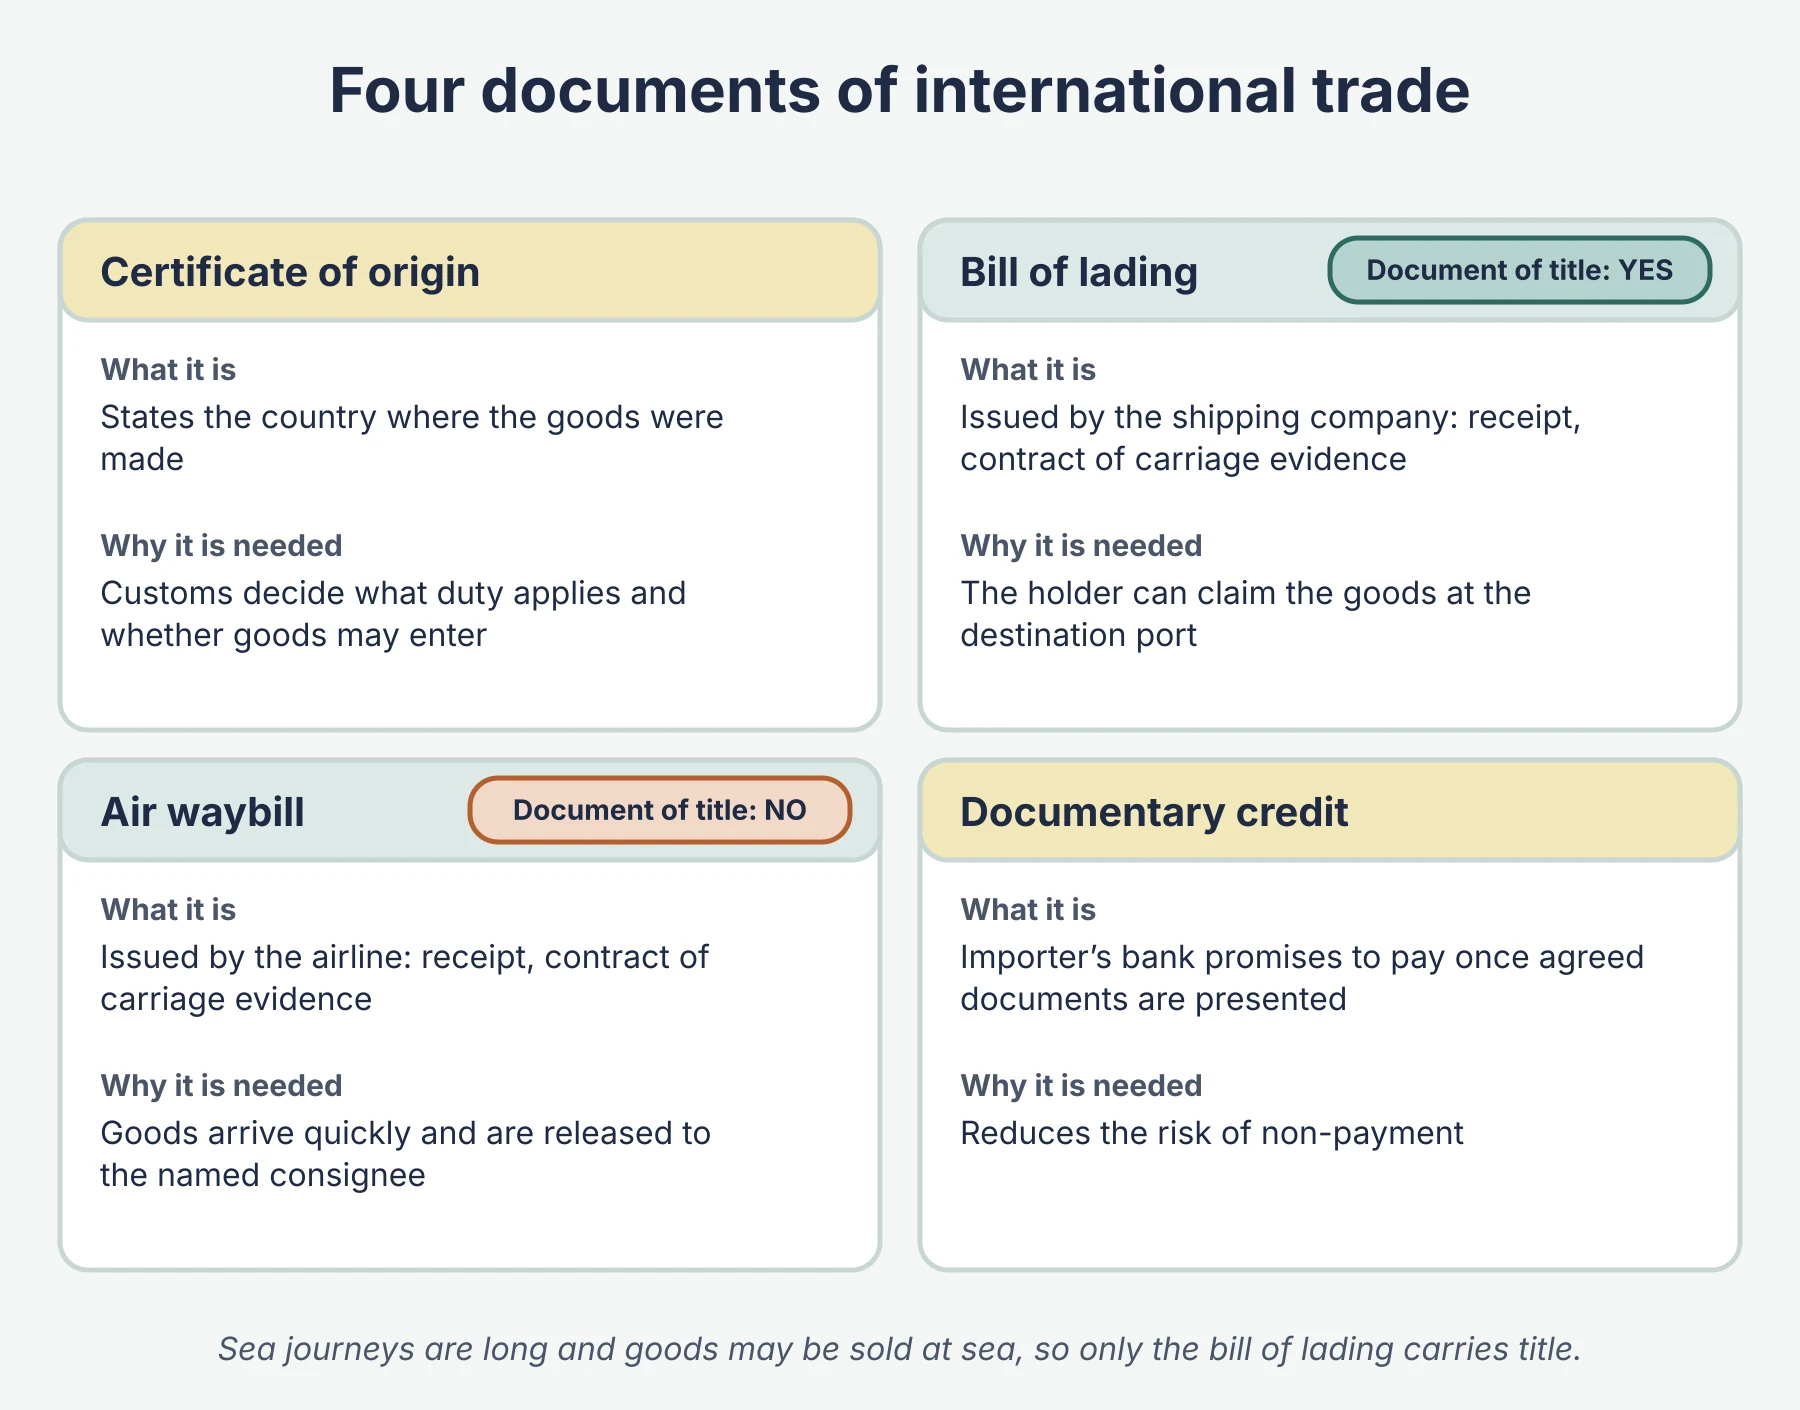 Four documents of international trade
Certificate of origin
What it is
States the country where the goods were
made
Why it is needed
Customs decide what duty applies and
whether goods may enter
Bill of lading
Document of title: YES
What it is
Issued by the shipping company: receipt,
contract of carriage evidence
Why it is needed
The holder can claim the goods at the
destination port
Air waybill
Document of title: NO
What it is
Issued by the airline: receipt, contract of
carriage evidence
Why it is needed
Goods arrive quickly and are released to
the named consignee
Documentary credit
What it is
Importer’s bank promises to pay once agreed
documents are presented
Why it is needed
Reduces the risk of non-payment
Sea journeys are long and goods may be sold at sea, so only the bill of lading carries title.